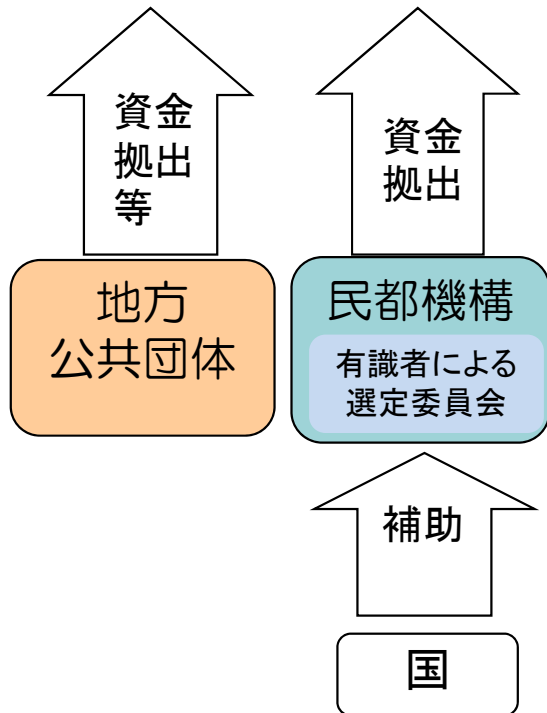 資金
拠出
等
資金
拠出
地方
公共団体
民都機構
有識者による
選定委員会
補助
国